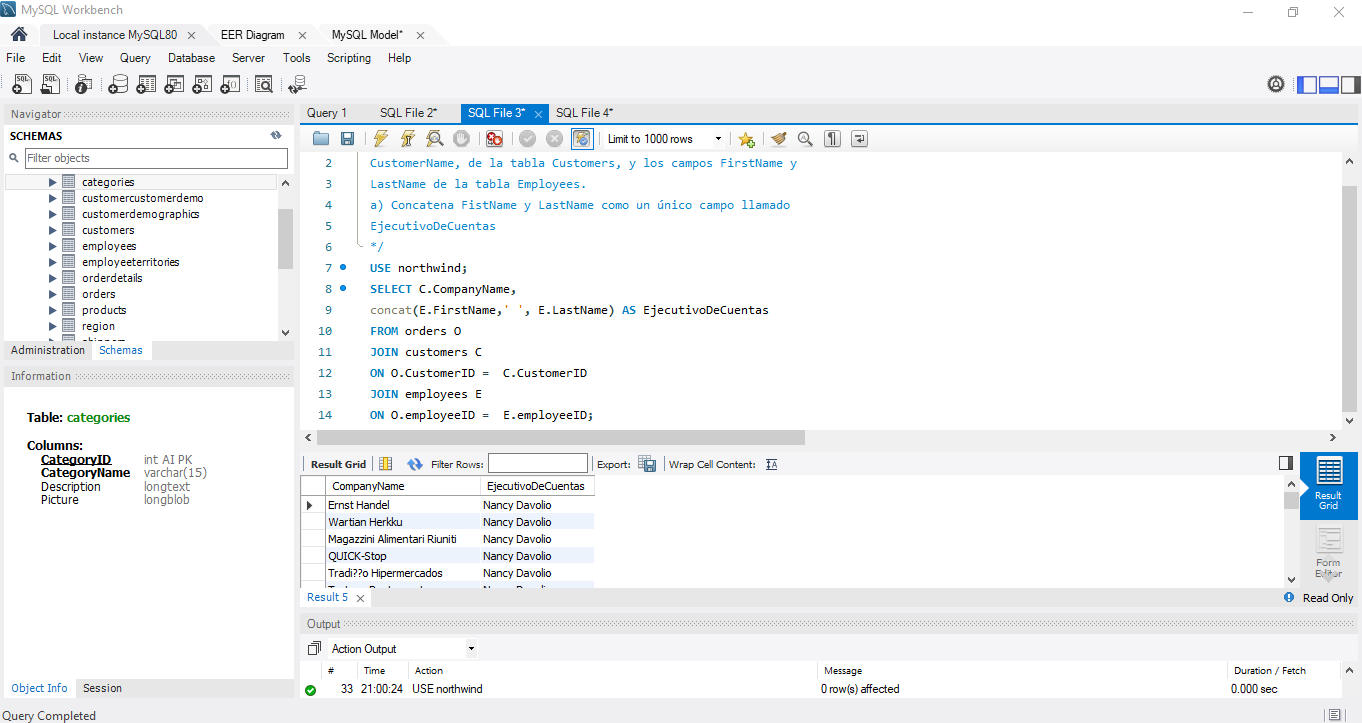 MySQL Workbench
Local instance MySQL80
EER Diagram
MySQL Model*
File Edit View Query Database Server Tools Scripting Help
Navigator
SCHEMAS
Filter objects
categories
customercustomerdemo
customerdemographics
customers
employees
employeeterritories
orderdetails
orders
products
region
Administration Schemas
Information
Table: categories
Columns:
CategoryID int AI PK
CategoryName varchar(15)
Description longtext
Picture longblob
Object Info Session
Query 1 SQL File 2* SQL File 3* SQL File 4*
Limit to 1000 rows
2 CustomerName, de la tabla Customers, y los campos FirstName y
3 LastName de la tabla Employees.
4 a) Concatena FistName y LastName como un único campo llamado
5 EjecutivoDeCuentas
6 */
7 USE northwind;
8 SELECT C.CompanyName,
9 concat(E.FirstName,' ', E.LastName) AS EjecutivoDeCuentas
10 FROM orders O
11 JOIN customers C
12 ON O.CustomerID = C.CustomerID
13 JOIN employees E
14 ON O.employeeID = E.employeeID;
Result Grid Filter Rows: Export: Wrap Cell Content:
CompanyName EjecutivoDeCuentas
Ernst Handel Nancy Davolio
Wartian Herkku Nancy Davolio
Magazzini Alimentari Riuniti Nancy Davolio
QUICK-Stop Nancy Davolio
Tradi??o Hipermercados Nancy Davolio
Result
Grid
Form
Editor
Result 5
Read Only
Output
Action Output
# Time Action Message Duration / Fetch
33 21:00:24 USE northwind 0 row(s) affected 0.000 sec
Query Completed